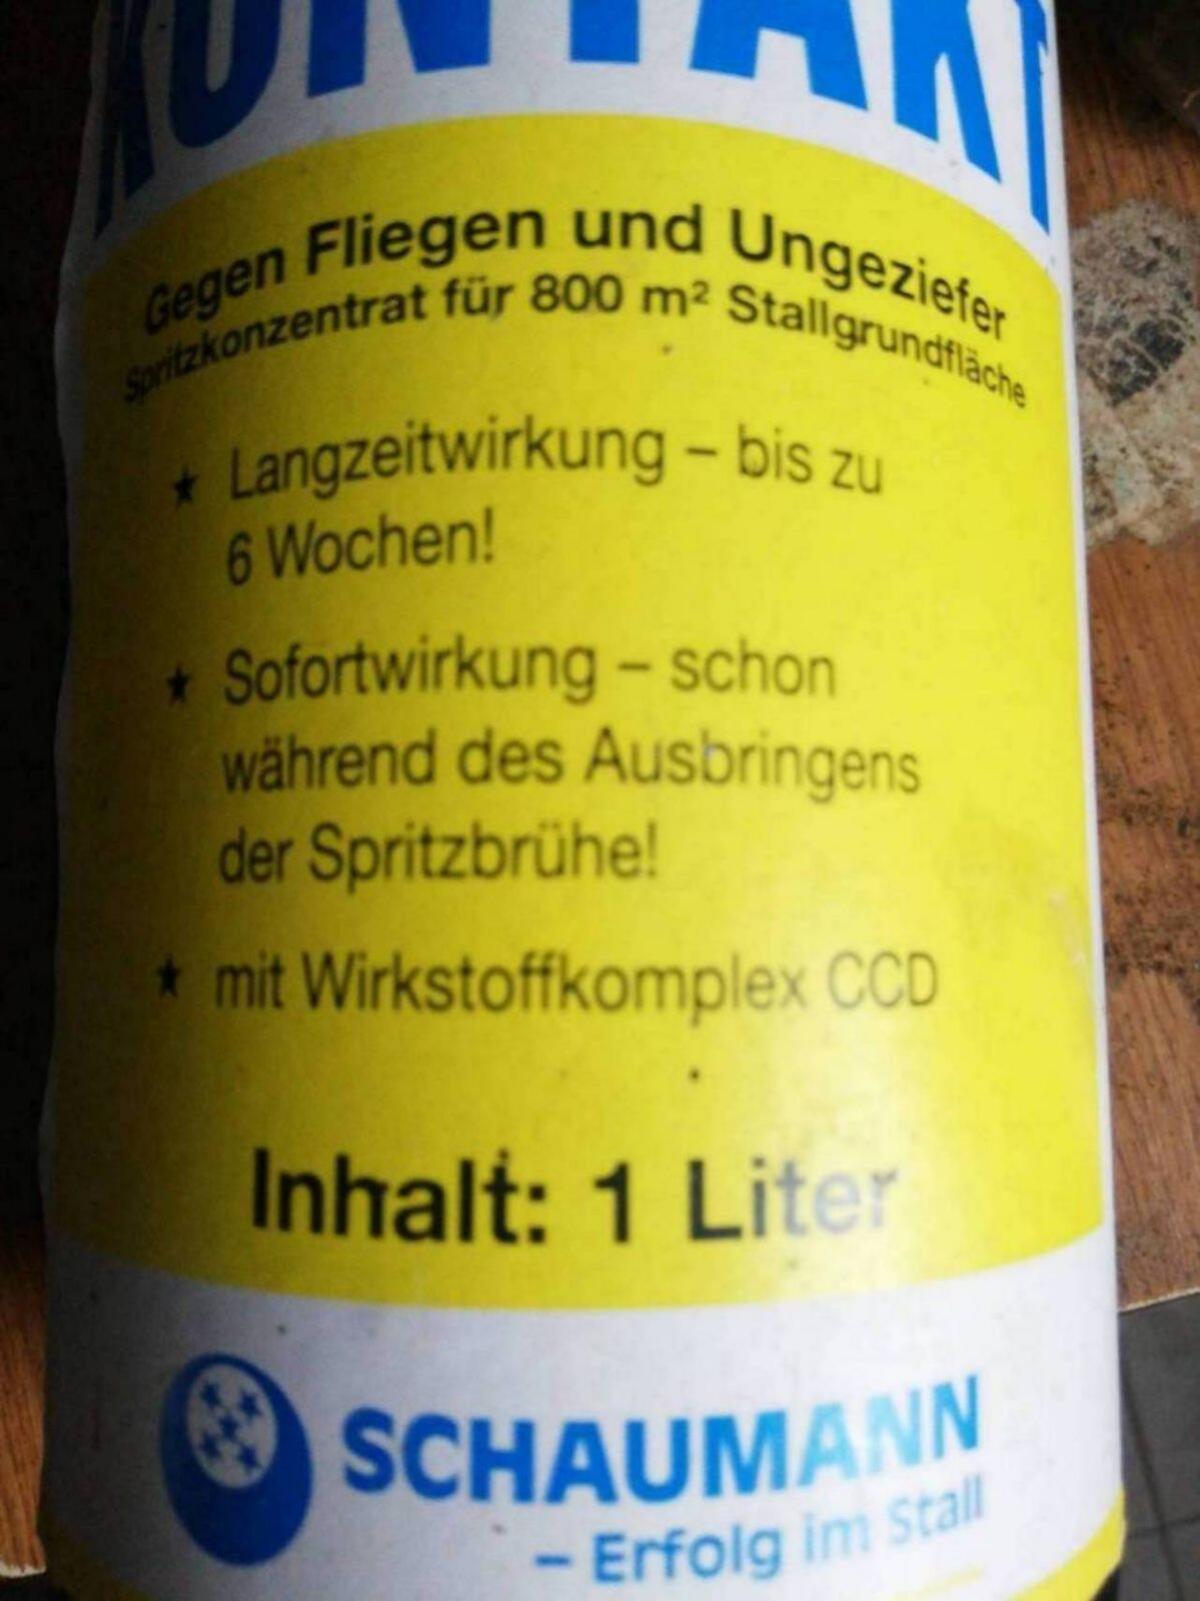 KONTAKT
Gegen Fliegen und Ungeziefer
Spritzkonzentrat für 800 m² Stallgrundfläche
★ Langzeitwirkung – bis zu
6 Wochen!
★ Sofortwirkung – schon
während des Ausbringens
der Spritzbrühe!
★ mit Wirkstoffkomplex CCD
Inhalt: 1 Liter
SCHAUMANN
– Erfolg im Stall